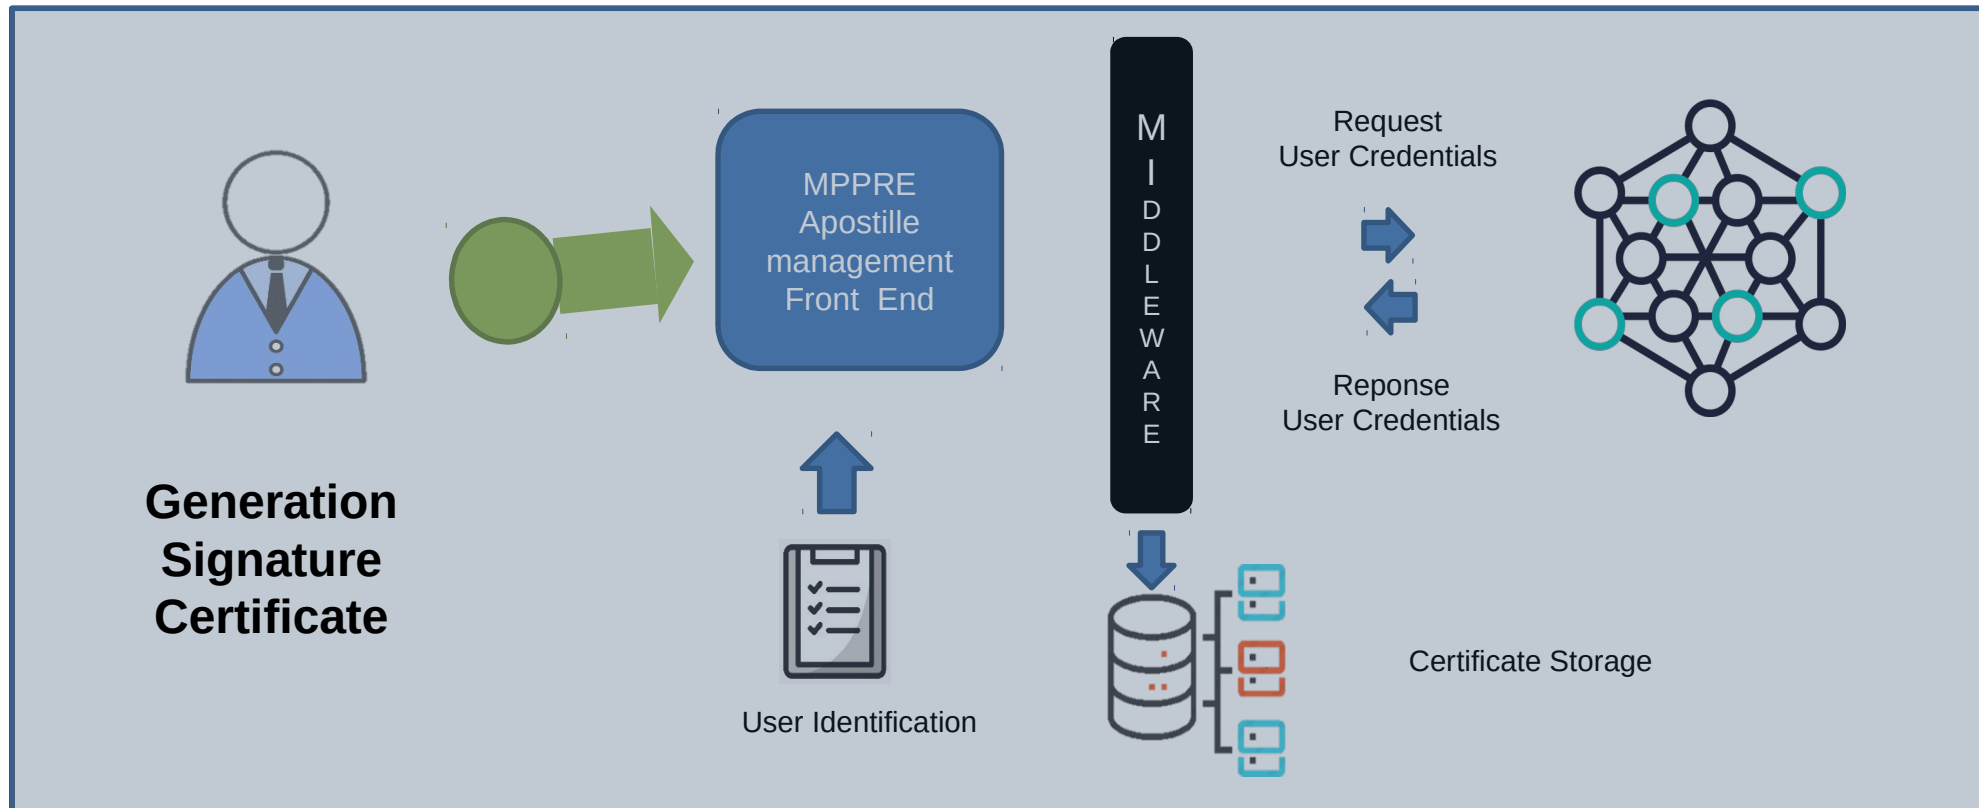 Generation
Signature
Certificate
MPPRE
Apostille
management
Front End
User Identification
M
I
D
D
L
E
W
A
R
E
Request
User Credentials
Reponse
User Credentials
Certificate Storage